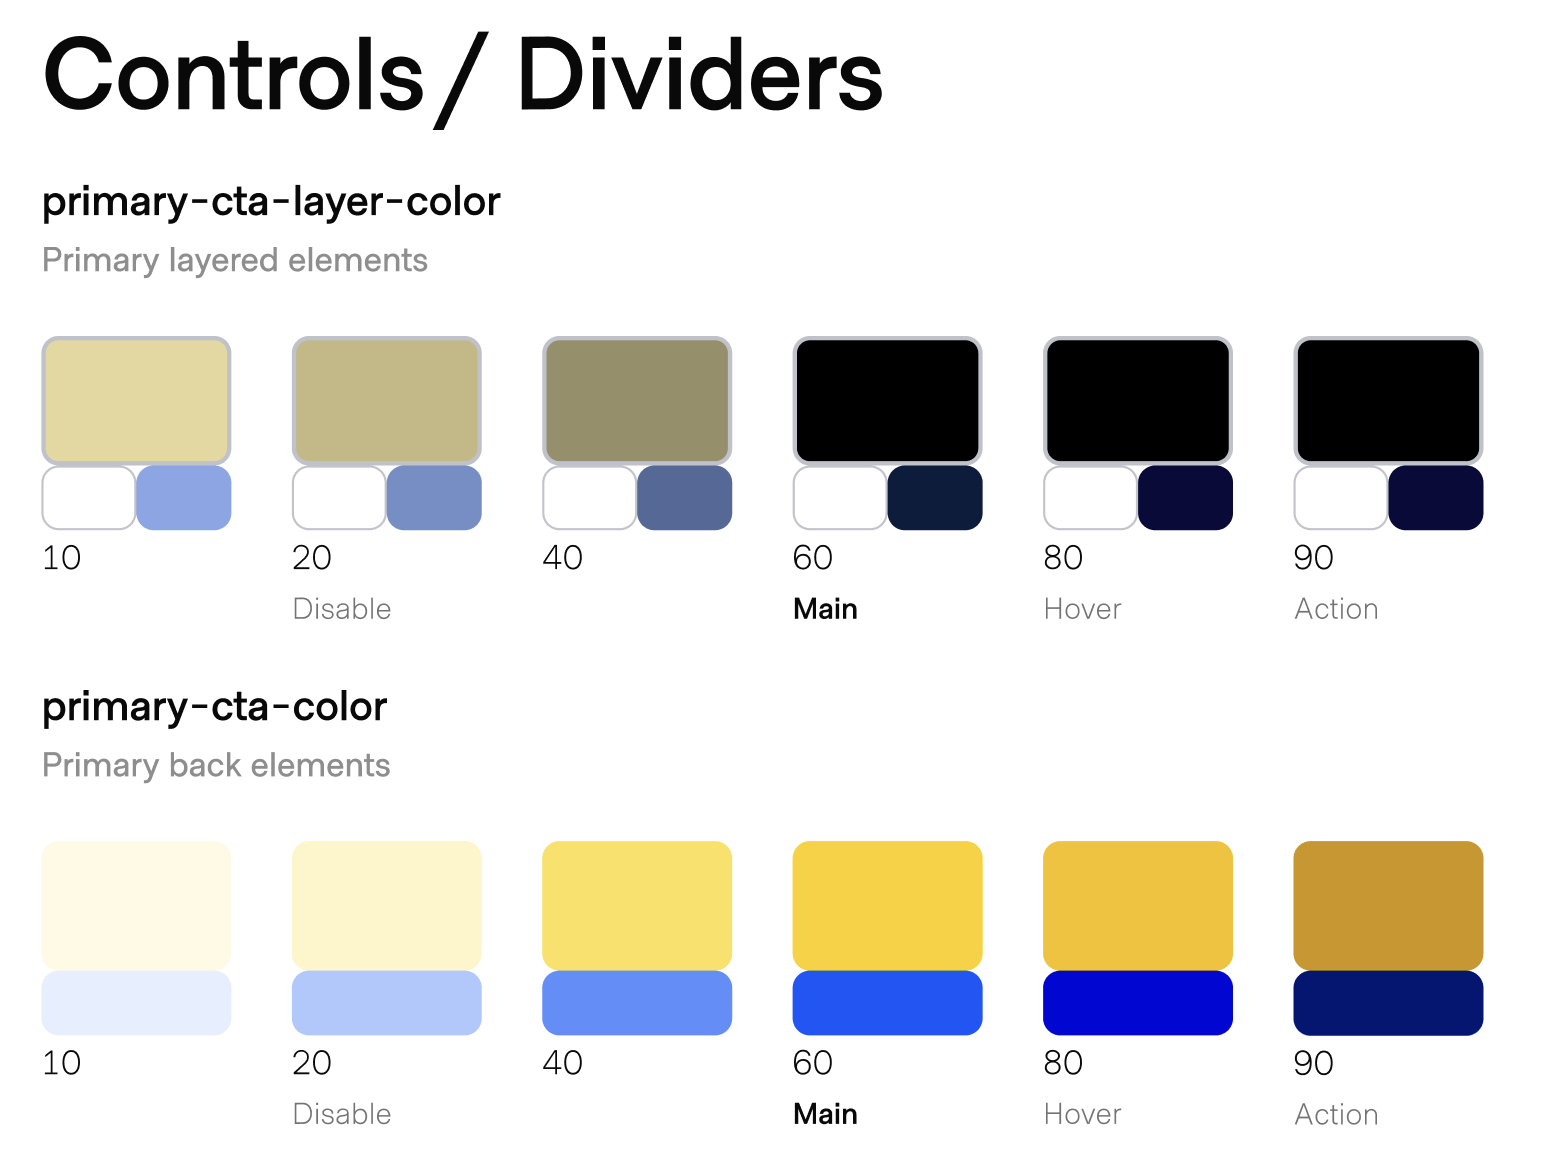 Controls / Dividers
primary-cta-layer-color
Primary layered elements
10 20 40 60 80 90
Disable Main Hover Action
primary-cta-color
Primary back elements
10 20 40 60 80 90
Disable Main Hover Action